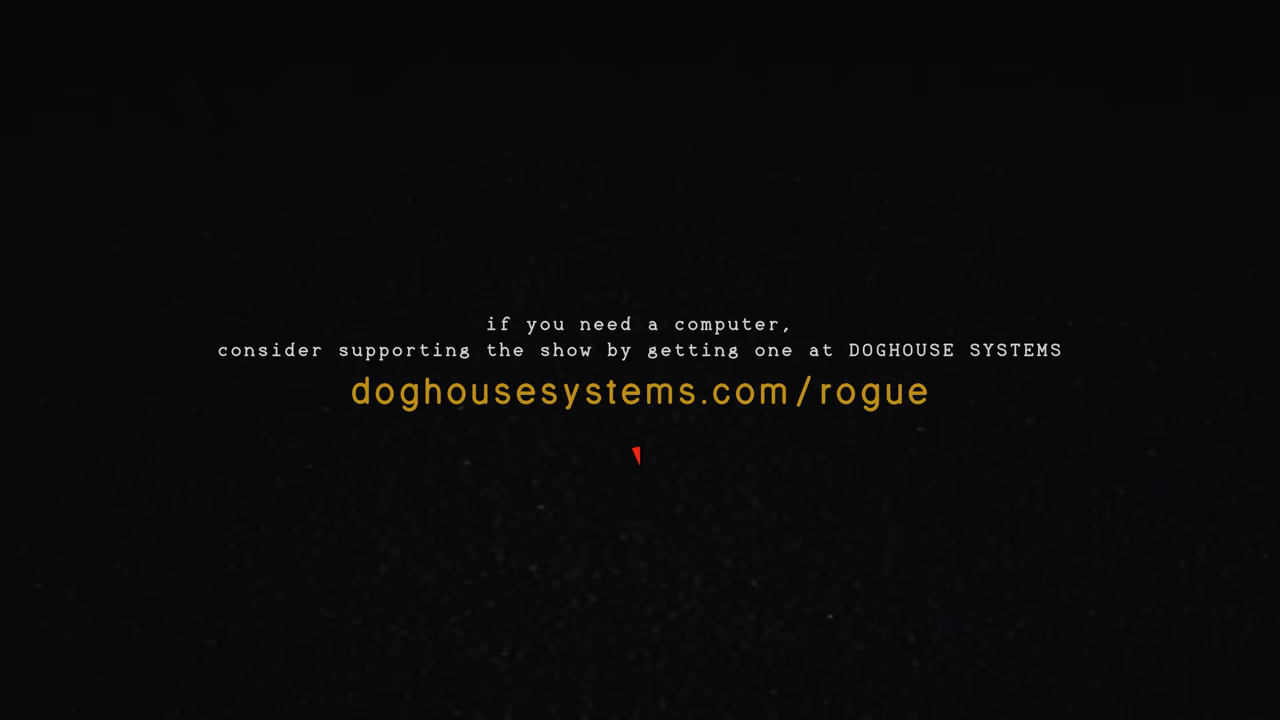 if you need a computer,
consider supporting the show by getting one at DOGHOUSE SYSTEMS
doghousesystems.com/rogue